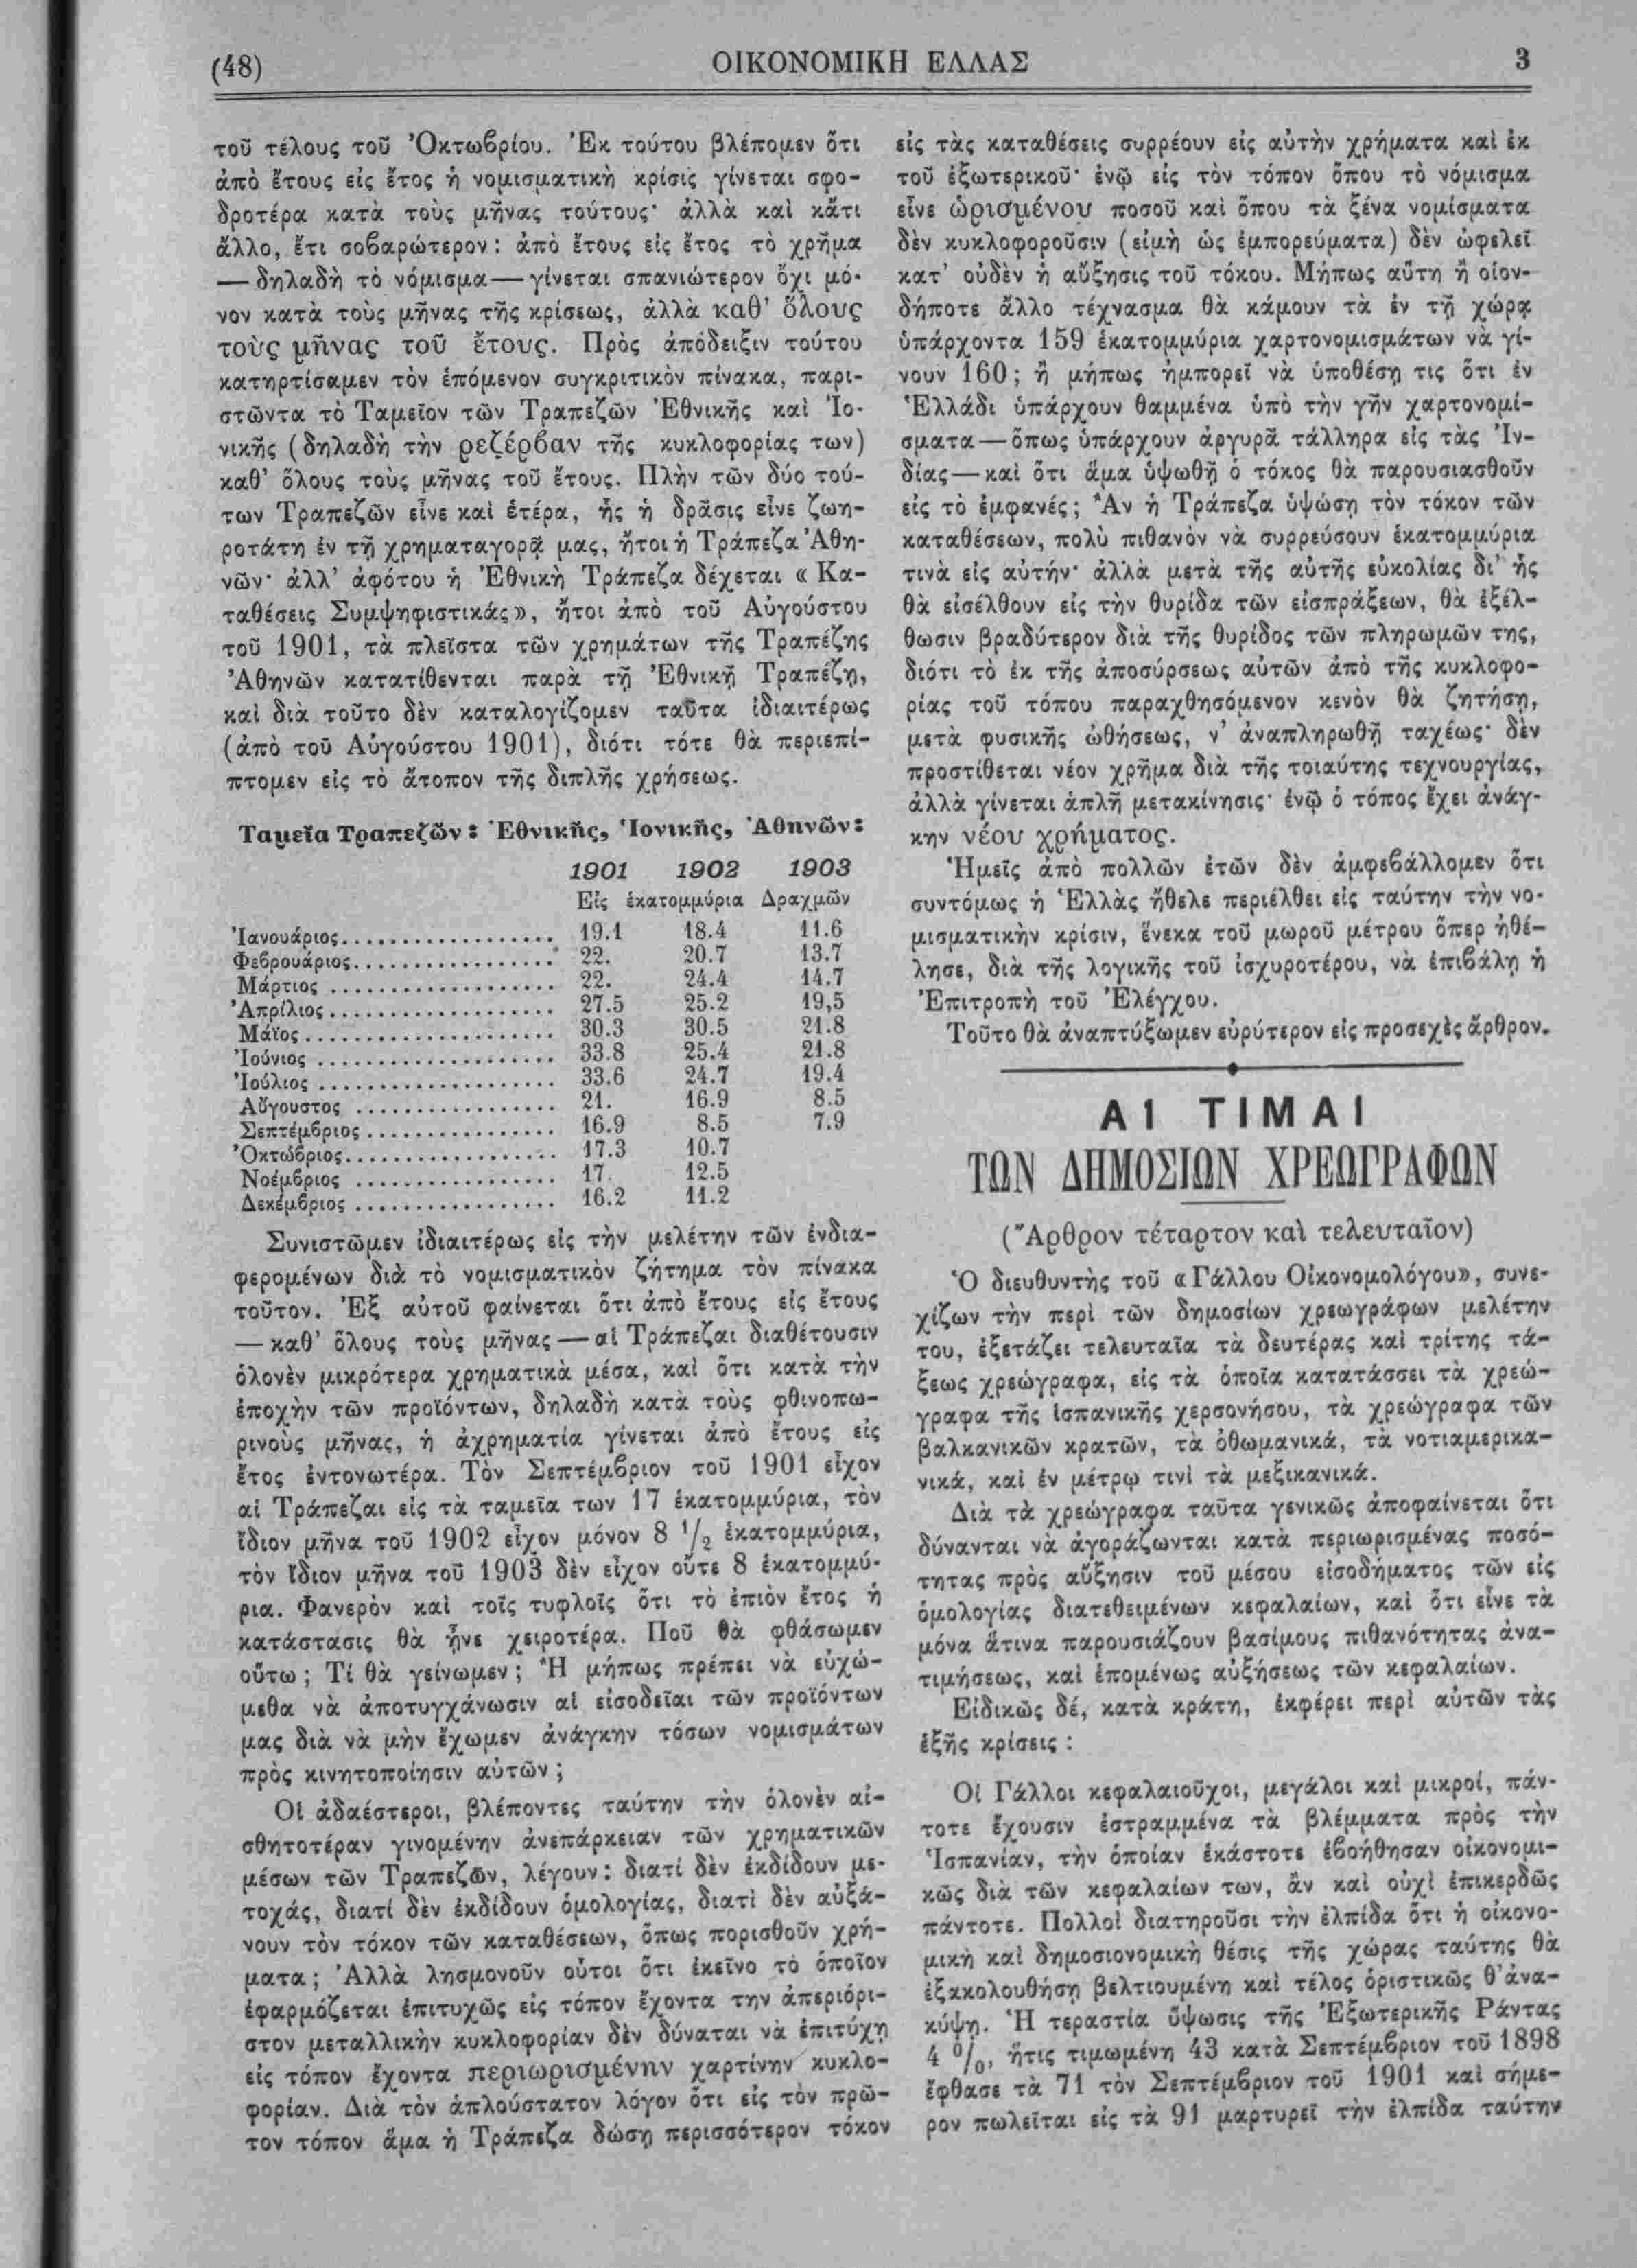 (48)
ΟΙΚΟΝΟΜΙΚΗ ΕΛΛΑΣ
3
τοῦ τέλους τοῦ Ὀκτωβρίου. Ἐκ τούτου βλέπομεν ὅτι
ἀπὸ ἔτους εἰς ἔτος ἡ νομισματικὴ κρίσις γίνεται σφο-
δροτέρα κατὰ τοὺς μῆνας τούτους· ἀλλὰ καὶ κἄτι
ἄλλο, ἔτι σοβαρώτερον: ἀπὸ ἔτους εἰς ἔτος τὸ χρῆμα
— δηλαδὴ τὸ νόμισμα — γίνεται σπανιώτερον ὄχι μό-
νον κατὰ τοὺς μῆνας τῆς κρίσεως, ἀλλὰ καθ' ὅλους
τοὺς μῆνας τοῦ ἔτους. Πρὸς ἀπόδειξιν τούτου
κατηρτίσαμεν τὸν ἑπόμενον συγκριτικὸν πίνακα, παρι-
στῶντα τὸ Ταμεῖον τῶν Τραπεζῶν Ἐθνικῆς καὶ Ἰο-
νικῆς (δηλαδὴ τὴν ρεζέρβαν τῆς κυκλοφορίας των)
καθ' ὅλους τοὺς μῆνας τοῦ ἔτους. Πλὴν τῶν δύο τού-
των Τραπεζῶν εἶνε καὶ ἑτέρα, ἧς ἡ δρᾶσις εἶνε ζωη-
ροτάτη ἐν τῇ χρηματαγορᾷ μας, ἤτοι ἡ Τράπεζα Ἀθη-
νῶν· ἀλλ' ἀφότου ἡ Ἐθνικὴ Τράπεζα δέχεται « Κα-
ταθέσεις Συμψηφιστικάς», ἤτοι ἀπὸ τοῦ Αὐγούστου
τοῦ 1901, τὰ πλεῖστα τῶν χρημάτων τῆς Τραπέζης
Ἀθηνῶν κατατίθενται παρὰ τῇ Ἐθνικῇ Τραπέζῃ,
καὶ διὰ τοῦτο δὲν καταλογίζομεν ταῦτα ἰδιαιτέρως
(ἀπὸ τοῦ Αὐγούστου 1901), διότι τότε θὰ περιεπί-
πτομεν εἰς τὸ ἄτοπον τῆς διπλῆς χρήσεως.
Ταμεῖα Τραπεζῶν: Ἐθνικῆς, Ἰονικῆς, Ἀθηνῶν:
1901 1902 1903
Εἰς ἑκατομμύρια Δραχμῶν
Ἰανουάριος.................. 19.1 18.4 11.6
Φεβρουάριος................. 22. 20.7 13.7
Μάρτιος ................... 22. 24.4 14.7
Ἀπρίλιος................... 27.5 25.2 19,5
Μάϊος..................... 30.3 30.5 21.8
Ἰούνιος .................... 33.8 25.4 21.8
Ἰούλιος .................... 33.6 24.7 19.4
Αὔγουστος ................. 21. 16.9 8.5
Σεπτέμβριος................ 16.9 8.5 7.9
Ὀκτώβριος.................. 17.3 10.7
Νοέμβριος ................. 17. 12.5
Δεκέμβριος ................. 16.2 11.2
Συνιστῶμεν ἰδιαιτέρως εἰς τὴν μελέτην τῶν ἐνδια-
φερομένων διὰ τὸ νομισματικὸν ζήτημα τὸν πίνακα
τοῦτον. Ἐξ αὐτοῦ φαίνεται ὅτι ἀπὸ ἔτους εἰς ἔτους
— καθ' ὅλους τοὺς μῆνας — αἱ Τράπεζαι διαθέτουσιν
ὁλονὲν μικρότερα χρηματικὰ μέσα, καὶ ὅτι κατὰ τὴν
ἐποχὴν τῶν προϊόντων, δηλαδὴ κατὰ τοὺς φθινοπω-
ρινοὺς μῆνας, ἡ ἀχρηματία γίνεται ἀπὸ ἔτους εἰς
ἔτος ἐντονωτέρα. Τὸν Σεπτέμβριον τοῦ 1901 εἶχον
αἱ Τράπεζαι εἰς τὰ ταμεῖα των 17 ἑκατομμύρια, τὸν
ἴδιον μῆνα τοῦ 1902 εἶχον μόνον 8 1/2 ἑκατομμύρια,
τὸν ἴδιον μῆνα τοῦ 1903 δὲν εἶχον οὔτε 8 ἑκατομμύ-
ρια. Φανερὸν καὶ τοῖς τυφλοῖς ὅτι τὸ ἐπιὸν ἔτος ἡ
κατάστασις θὰ ᾖνε χειροτέρα. Ποῦ θὰ φθάσωμεν
οὕτω; Τί θὰ γείνωμεν; Ἢ μήπως πρέπει νὰ εὐχώ-
μεθα νὰ ἀποτυγχάνωσιν αἱ εἰσοδεῖαι τῶν προϊόντων
μας διὰ νὰ μὴν ἔχωμεν ἀνάγκην τόσων νομισμάτων
πρὸς κινητοποίησιν αὐτῶν;
Οἱ ἀδαέστεροι, βλέποντες ταύτην τὴν ὁλονὲν αἰ-
σθητοτέραν γινομένην ἀνεπάρκειαν τῶν χρηματικῶν
μέσων τῶν Τραπεζῶν, λέγουν: διατί δὲν ἐκδίδουν με-
τοχάς, διατί δὲν ἐκδίδουν ὁμολογίας, διατὶ δὲν αὐξά-
νουν τὸν τόκον τῶν καταθέσεων, ὅπως πορισθοῦν χρή-
ματα; Ἀλλὰ λησμονοῦν οὗτοι ὅτι ἐκεῖνο τὸ ὁποῖον
ἐφαρμόζεται ἐπιτυχῶς εἰς τόπον ἔχοντα την ἀπεριόρι-
στον μεταλλικὴν κυκλοφορίαν δὲν δύναται νὰ ἐπιτύχῃ
εἰς τόπον ἔχοντα περιωρισμένην χαρτίνην κυκλο-
φορίαν. Διὰ τὸν ἁπλούστατον λόγον ὅτι εἰς τὸν πρῶ-
τον τόπον ἅμα ἡ Τράπεζα δώσῃ περισσότερον τόκον
εἰς τὰς καταθέσεις συρρέουν εἰς αὐτὴν χρήματα καὶ ἐκ
τοῦ ἐξωτερικοῦ· ἐνῷ εἰς τὸν τόπον ὅπου τὸ νόμισμα
εἶνε ὡρισμένου ποσοῦ καὶ ὅπου τὰ ξένα νομίσματα
δὲν κυκλοφοροῦσιν (εἰμὴ ὡς ἐμπορεύματα) δὲν ὠφελεῖ
κατ' οὐδὲν ἡ αὔξησις τοῦ τόκου. Μήπως αὕτη ἢ οἱον-
δήποτε ἄλλο τέχνασμα θὰ κάμουν τὰ ἐν τῇ χώρᾳ
ὑπάρχοντα 159 ἑκατομμύρια χαρτονομισμάτων νὰ γί-
νουν 160; ἢ μήπως ἠμπορεῖ νὰ ὑποθέσῃ τις ὅτι ἐν
Ἑλλάδι ὑπάρχουν θαμμένα ὑπὸ τὴν γῆν χαρτονομί-
σματα — ὅπως ὑπάρχουν ἀργυρᾶ τάλληρα εἰς τὰς Ἰν-
δίας — καὶ ὅτι ἅμα ὑψωθῇ ὁ τόκος θὰ παρουσιασθοῦν
εἰς τὸ ἐμφανές; Ἂν ἡ Τράπεζα ὑψώσῃ τὸν τόκον τῶν
καταθέσεων, πολὺ πιθανὸν νὰ συρρεύσουν ἑκατομμύρια
τινὰ εἰς αὐτήν· ἀλλὰ μετὰ τῆς αὐτῆς εὐκολίας δι' ἧς
θὰ εἰσέλθουν εἰς τὴν θυρίδα τῶν εἰσπράξεων, θὰ ἐξέλ-
θωσιν βραδύτερον διὰ τῆς θυρίδος τῶν πληρωμῶν της,
διότι τὸ ἐκ τῆς ἀποσύρσεως αὐτῶν ἀπὸ τῆς κυκλοφο-
ρίας τοῦ τόπου παραχθησόμενον κενὸν θὰ ζητήσῃ,
μετὰ φυσικῆς ὠθήσεως, ν' ἀναπληρωθῇ ταχέως· δὲν
προστίθεται νέον χρῆμα διὰ τῆς τοιαύτης τεχνουργίας,
ἀλλὰ γίνεται ἁπλῆ μετακίνησις· ἐνῷ ὁ τόπος ἔχει ἀνάγ-
κην νέου χρήματος.
Ἡμεῖς ἀπὸ πολλῶν ἐτῶν δὲν ἀμφεβάλλομεν ὅτι
συντόμως ἡ Ἑλλὰς ἤθελε περιέλθει εἰς ταύτην τὴν νο-
μισματικὴν κρίσιν, ἕνεκα τοῦ μωροῦ μέτρου ὅπερ ἠθέ-
λησε, διὰ τῆς λογικῆς τοῦ ἰσχυροτέρου, νὰ ἐπιβάλῃ ἡ
Ἐπιτροπὴ τοῦ Ἐλέγχου.
Τοῦτο θὰ ἀναπτύξωμεν εὐρύτερον εἰς προσεχὲς ἄρθρον.
ΑΙ ΤΙΜΑΙ
ΤΩΝ ΔΗΜΟΣΙΩΝ ΧΡΕΩΓΡΑΦΩΝ
(Ἄρθρον τέταρτον καὶ τελευταῖον)
Ὁ διευθυντὴς τοῦ «Γάλλου Οἰκονομολόγου», συνε-
χίζων τὴν περὶ τῶν δημοσίων χρεωγράφων μελέτην
του, ἐξετάζει τελευταῖα τὰ δευτέρας καὶ τρίτης τά-
ξεως χρεώγραφα, εἰς τὰ ὁποῖα κατατάσσει τὰ χρεώ-
γραφα τῆς ἰσπανικῆς χερσονήσου, τὰ χρεώγραφα τῶν
βαλκανικῶν κρατῶν, τὰ ὀθωμανικά, τὰ νοτιαμερικα-
νικά, καὶ ἐν μέτρῳ τινὶ τὰ μεξικανικά.
Διὰ τὰ χρεώγραφα ταῦτα γενικῶς ἀποφαίνεται ὅτι
δύνανται νὰ ἀγοράζωνται κατὰ περιωρισμένας ποσό-
τητας πρὸς αὔξησιν τοῦ μέσου εἰσοδήματος τῶν εἰς
ὁμολογίας διατεθειμένων κεφαλαίων, καὶ ὅτι εἶνε τὰ
μόνα ἅτινα παρουσιάζουν βασίμους πιθανότητας ἀνα-
τιμήσεως, καὶ ἑπομένως αὐξήσεως τῶν κεφαλαίων.
Εἰδικῶς δέ, κατὰ κράτη, ἐκφέρει περὶ αὐτῶν τὰς
ἑξῆς κρίσεις :
Οἱ Γάλλοι κεφαλαιοῦχοι, μεγάλοι καὶ μικροί, πάν-
τοτε ἔχουσιν ἐστραμμένα τὰ βλέμματα πρὸς τὴν
Ἱσπανίαν, τὴν ὁποίαν ἑκάστοτε ἐβοήθησαν οἰκονομι-
κῶς διὰ τῶν κεφαλαίων των, ἂν καὶ οὐχὶ ἐπικερδῶς
πάντοτε. Πολλοὶ διατηροῦσι τὴν ἐλπίδα ὅτι ἡ οἰκονο-
μικὴ καὶ δημοσιονομικὴ θέσις τῆς χώρας ταύτης θὰ
ἐξακολουθήσῃ βελτιουμένη καὶ τέλος ὁριστικῶς θ' ἀνα-
κύψῃ. Ἡ τεραστία ὕψωσις τῆς Ἐξωτερικῆς Ράντας
4 %, ἥτις τιμωμένη 43 κατὰ Σεπτέμβριον τοῦ 1898
ἔφθασε τὰ 71 τὸν Σεπτέμβριον τοῦ 1901 καὶ σήμε-
ρον πωλεῖται εἰς τὰ 91 μαρτυρεῖ τὴν ἐλπίδα ταύτην